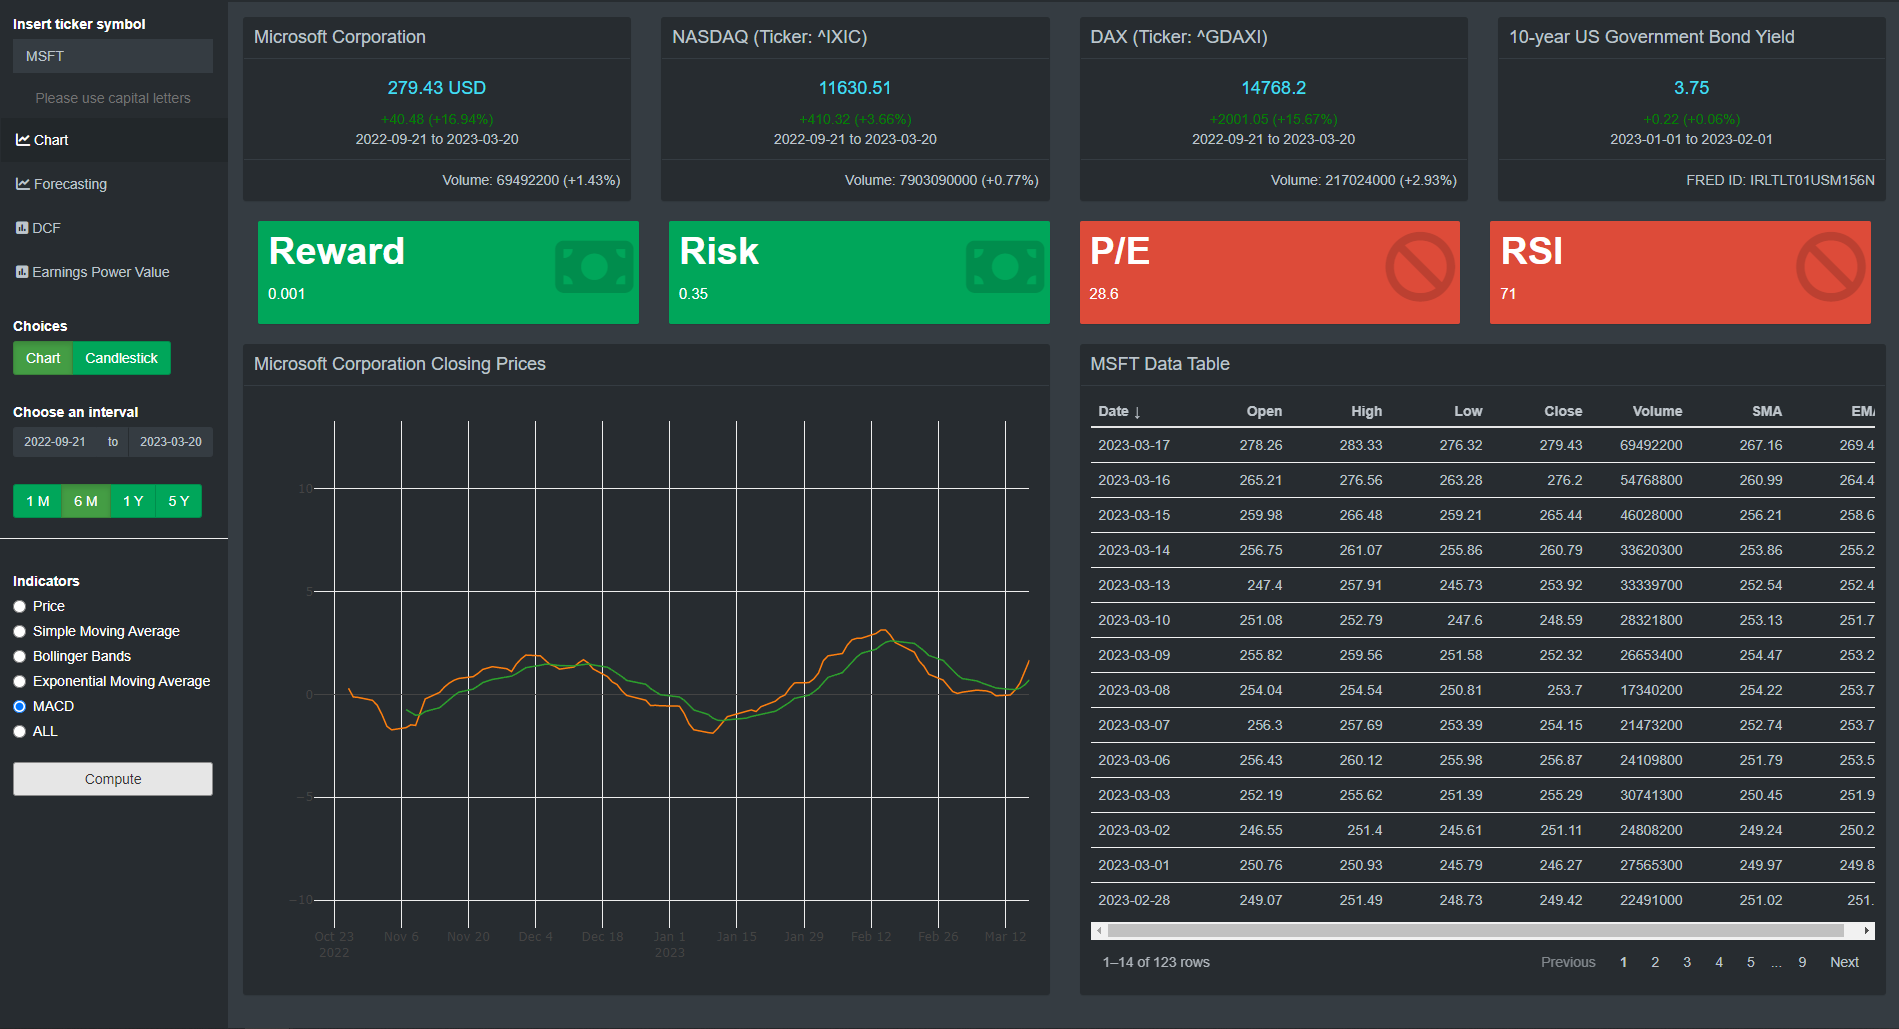 Insert ticker symbol
MSFT
Please use capital letters
Chart
Forecasting
DCF
Earnings Power Value
Choices
Chart Candlestick
Choose an interval
2022-09-21 to 2023-03-20
1 M 6 M 1 Y 5 Y
Indicators
Price
Simple Moving Average
Bollinger Bands
Exponential Moving Average
MACD
ALL
Compute
Microsoft Corporation
279.43 USD
+40.48 (+16.94%)
2022-09-21 to 2023-03-20
Volume: 69492200 (+1.43%)
NASDAQ (Ticker: ^IXIC)
11630.51
+410.32 (+3.66%)
2022-09-21 to 2023-03-20
Volume: 7903090000 (+0.77%)
DAX (Ticker: ^GDAXI)
14768.2
+2001.05 (+15.67%)
2022-09-21 to 2023-03-20
Volume: 217024000 (+2.93%)
10-year US Government Bond Yield
3.75
+0.22 (+0.06%)
2023-01-01 to 2023-02-01
FRED ID: IRLTLT01USM156N
Reward
0.001
Risk
0.35
P/E
28.6
RSI
71
Microsoft Corporation Closing Prices
10
5
0
−5
−10
Oct 23 Nov 6 Nov 20 Dec 4 Dec 18 Jan 1 Jan 15 Jan 29 Feb 12 Feb 26 Mar 12
2022 2023
MSFT Data Table
Date ↓ Open High Low Close Volume SMA EMA
2023-03-17 278.26 283.33 276.32 279.43 69492200 267.16 269.4
2023-03-16 265.21 276.56 263.28 276.2 54768800 260.99 264.4
2023-03-15 259.98 266.48 259.21 265.44 46028000 256.21 258.6
2023-03-14 256.75 261.07 255.86 260.79 33620300 253.86 255.2
2023-03-13 247.4 257.91 245.73 253.92 33339700 252.54 252.4
2023-03-10 251.08 252.79 247.6 248.59 28321800 253.13 251.7
2023-03-09 255.82 259.56 251.58 252.32 26653400 254.47 253.2
2023-03-08 254.04 254.54 250.81 253.7 17340200 254.22 253.7
2023-03-07 256.3 257.69 253.39 254.15 21473200 252.74 253.7
2023-03-06 256.43 260.12 255.98 256.87 24109800 251.79 253.5
2023-03-03 252.19 255.62 251.39 255.29 30741300 250.45 251.9
2023-03-02 246.55 251.4 245.61 251.11 24808200 249.24 250.2
2023-03-01 250.76 250.93 245.79 246.27 27565300 249.97 249.8
2023-02-28 249.07 251.49 248.73 249.42 22491000 251.02 251.
1–14 of 123 rows Previous 1 2 3 4 5 ... 9 Next